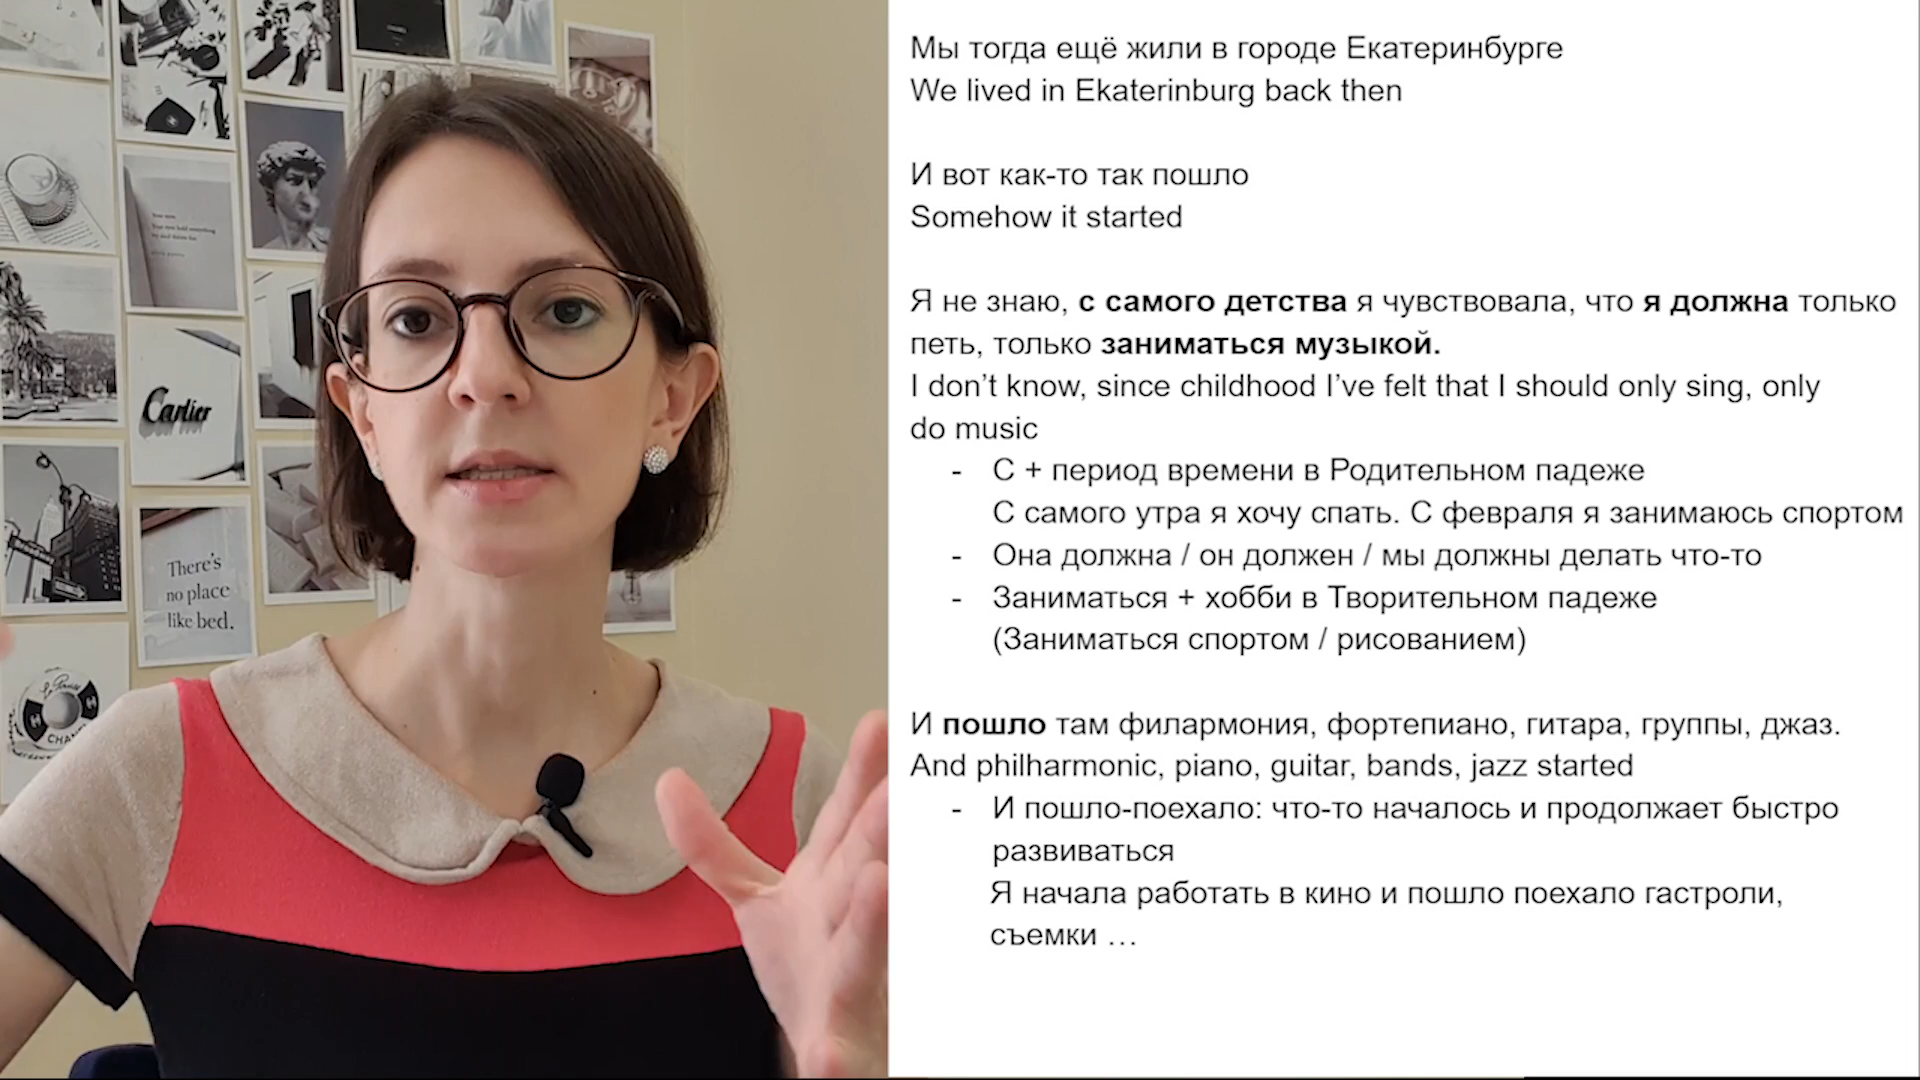 Мы тогда ещё жили в городе Екатеринбурге
We lived in Ekaterinburg back then
И вот как-то так пошло
Somehow it started
Я не знаю, с самого детства я чувствовала, что я должна только
петь, только заниматься музыкой.
I don’t know, since childhood I’ve felt that I should only sing, only
do music
- С + период времени в Родительном падеже
С самого утра я хочу спать. С февраля я занимаюсь спортом
- Она должна / он должен / мы должны делать что-то
- Заниматься + хобби в Творительном падеже
(Заниматься спортом / рисованием)
И пошло там филармония, фортепиано, гитара, группы, джаз.
And philharmonic, piano, guitar, bands, jazz started
- И пошло-поехало: что-то началось и продолжает быстро
развиваться
Я начала работать в кино и пошло поехало гастроли,
съемки …
Cartier
There's
no place
like bed.